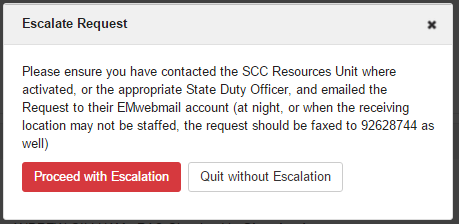 Escalate Request
Please ensure you have contacted the SCC Resources Unit where
activated, or the appropriate State Duty Officer, and emailed the
Request to their EMwebmail account (at night, or when the receiving
location may not be staffed, the request should be faxed to 92628744 as
well)
Proceed with Escalation
Quit without Escalation